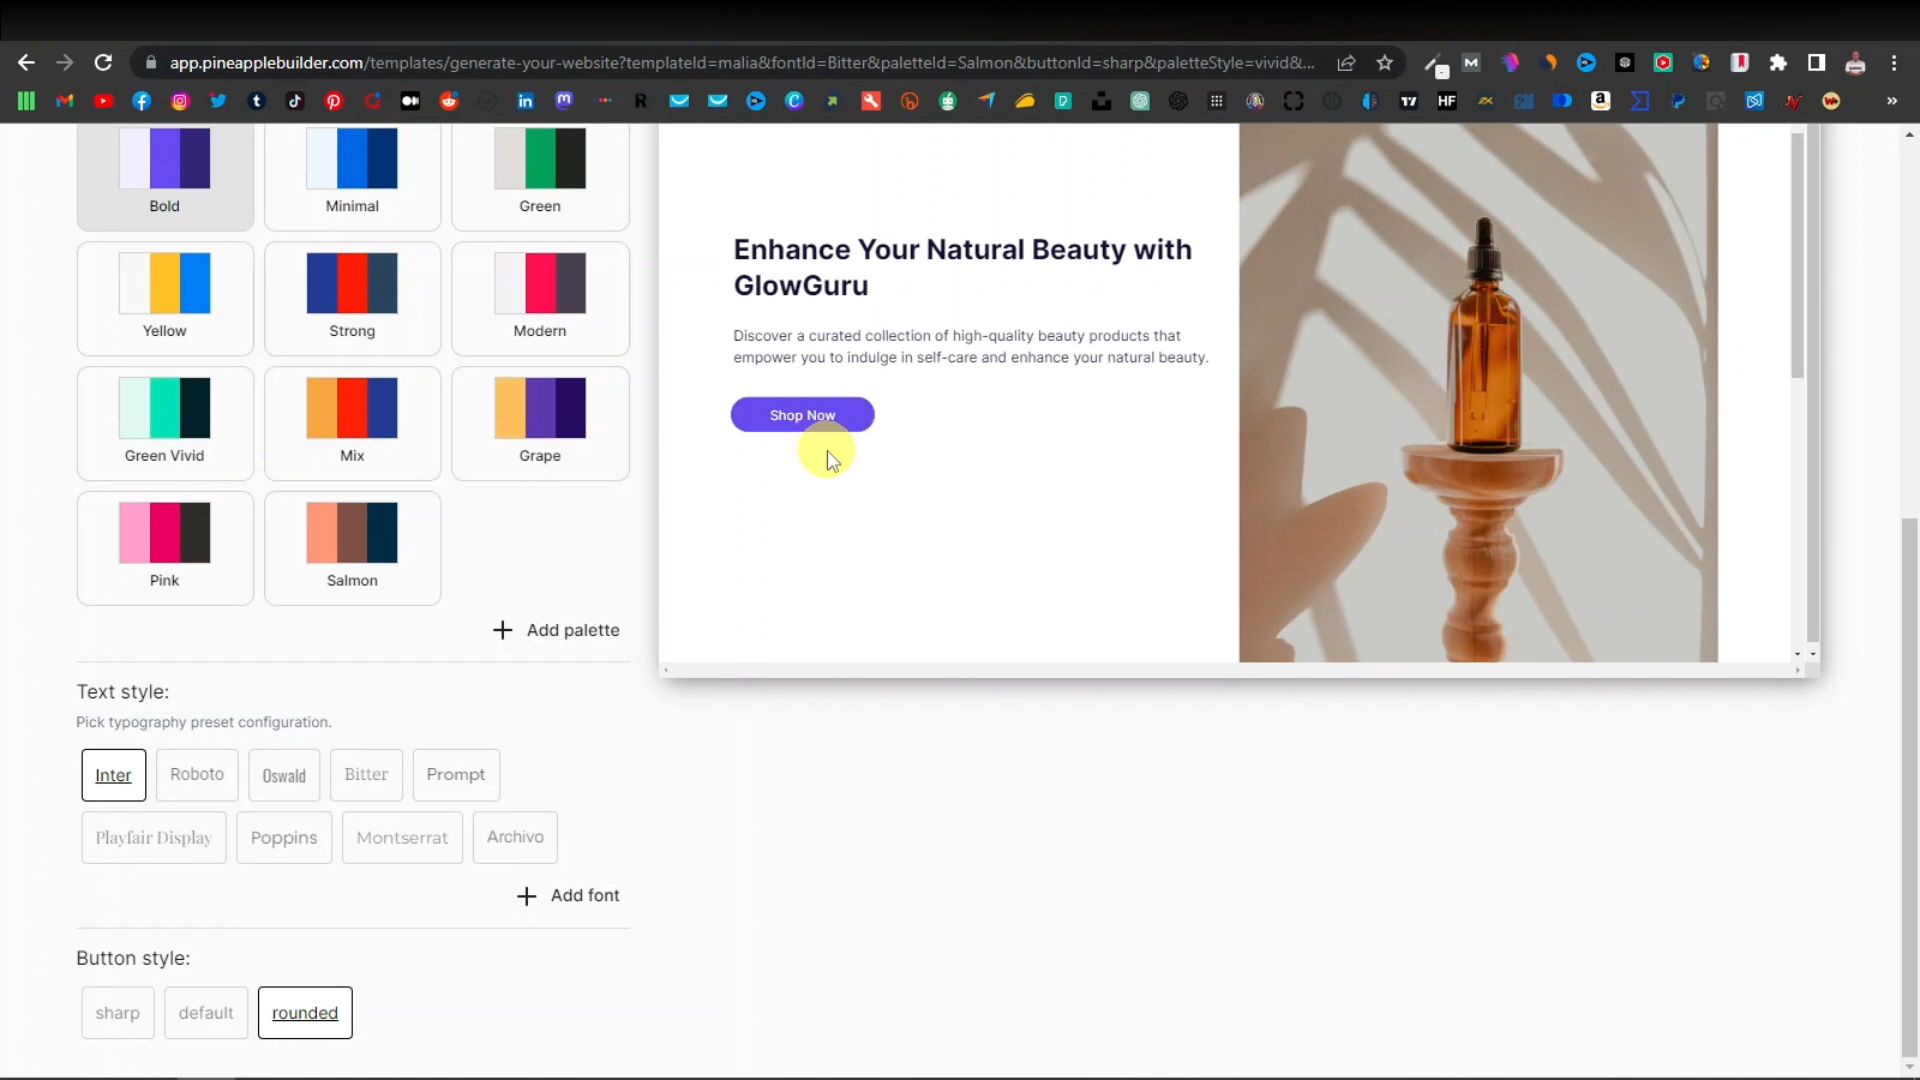 app.pineapplebuilder.com/templates/generate-your-website?templateId=malia&fontId=Bitter&paletteId=Salmon&buttonId=sharp&paletteStyle=vivid&...
Bold
Minimal
Green
Yellow
Strong
Modern
Green Vivid
Mix
Grape
Pink
Salmon
+ Add palette
Text style:
Pick typography preset configuration.
Inter
Roboto
Oswald
Bitter
Prompt
Playfair Display
Poppins
Montserrat
Archivo
+ Add font
Button style:
sharp
default
rounded
Enhance Your Natural Beauty with
GlowGuru
Discover a curated collection of high-quality beauty products that
empower you to indulge in self-care and enhance your natural beauty.
Shop Now